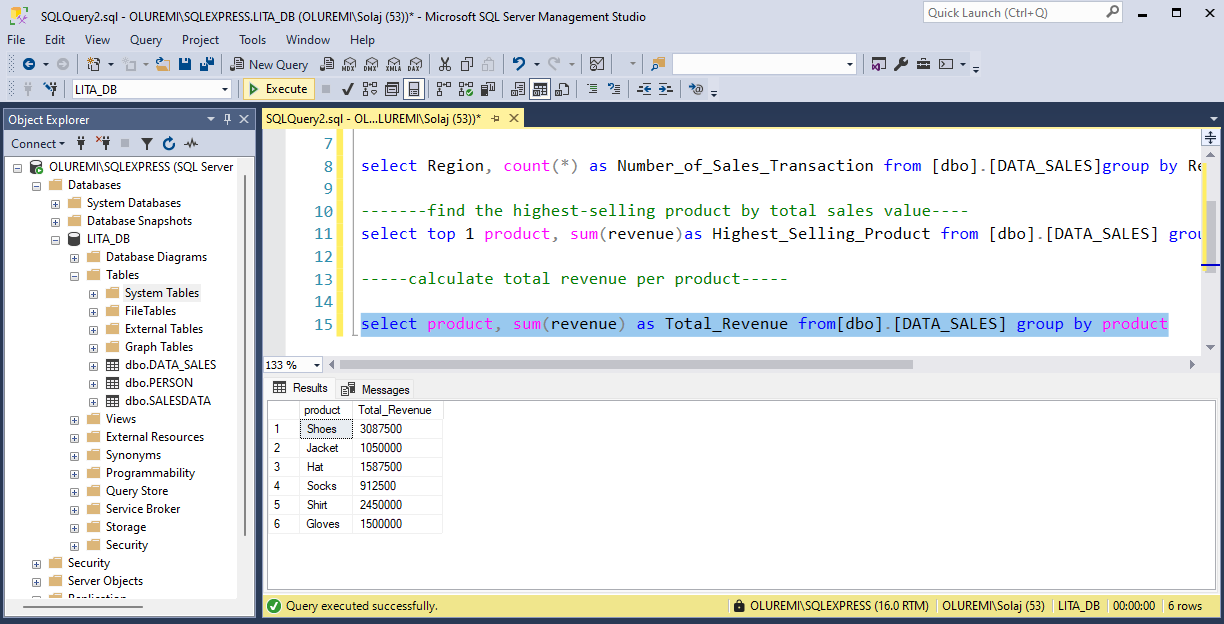 SQLQuery2.sql - OLUREMI\SQLEXPRESS.LITA_DB (OLUREMI\Solaj (53))* - Microsoft SQL Server Management Studio
Quick Launch (Ctrl+Q)
File Edit View Query Project Tools Window Help
New Query MDX DMX XMLA DAX
LITA_DB Execute
Object Explorer
Connect
OLUREMI\SQLEXPRESS (SQL Server
Databases
System Databases
Database Snapshots
LITA_DB
Database Diagrams
Tables
System Tables
FileTables
External Tables
Graph Tables
dbo.DATA_SALES
dbo.PERSON
dbo.SALESDATA
Views
External Resources
Synonyms
Programmability
Query Store
Service Broker
Storage
Security
Security
Server Objects
Replication
SQLQuery2.sql - OL...LUREMI\Solaj (53))*
7
8 select Region, count(*) as Number_of_Sales_Transaction from [dbo].[DATA_SALES]group by Re
9
10 -------find the highest-selling product by total sales value----
11 select top 1 product, sum(revenue)as Highest_Selling_Product from [dbo].[DATA_SALES] grou
12
13 -----calculate total revenue per product-----
14
15 select product, sum(revenue) as Total_Revenue from[dbo].[DATA_SALES] group by product
133 %
Results Messages
product Total_Revenue
1 Shoes 3087500
2 Jacket 1050000
3 Hat 1587500
4 Socks 912500
5 Shirt 2450000
6 Gloves 1500000
Query executed successfully. OLUREMI\SQLEXPRESS (16.0 RTM) OLUREMI\Solaj (53) LITA_DB 00:00:00 6 rows